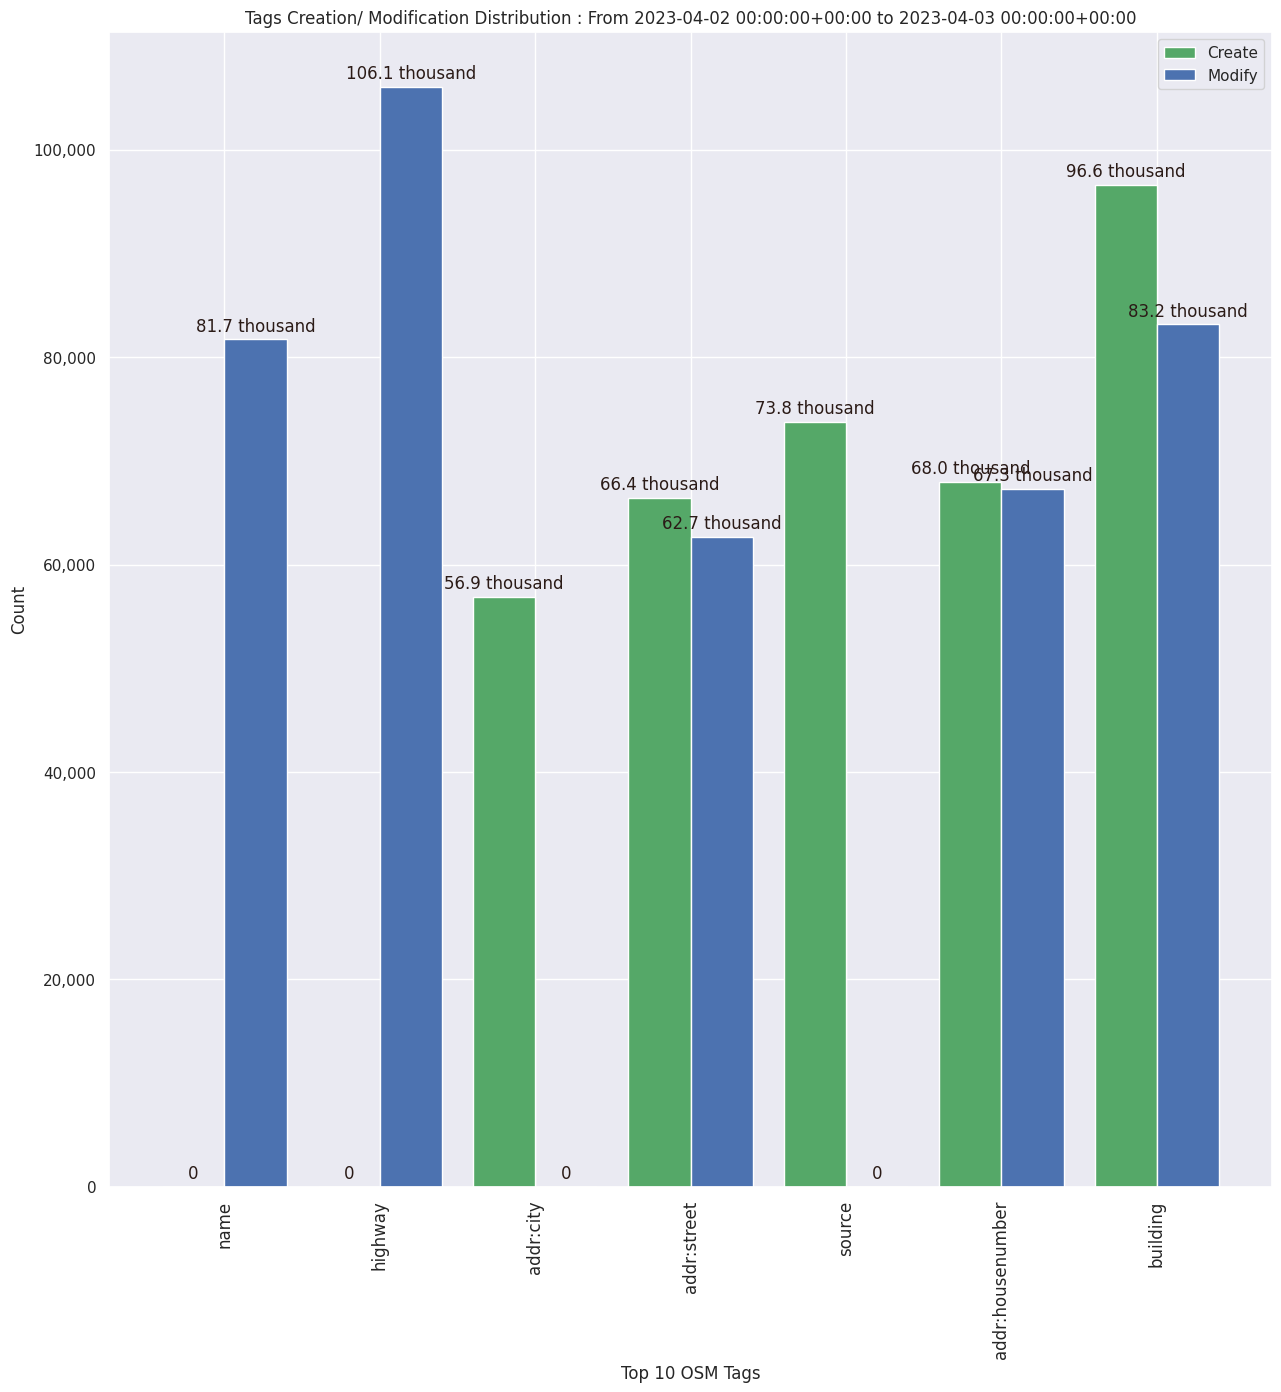 Tags Creation/ Modification Distribution : From 2023-04-02 00:00:00+00:00 to 2023-04-03 00:00:00+00:00
Create
Modify
106.1 thousand
96.6 thousand
83.2 thousand
81.7 thousand
73.8 thousand
68.0 thousand
67.3 thousand
66.4 thousand
62.7 thousand
56.9 thousand
0
0
0
0
100,000
80,000
60,000
40,000
20,000
0
Count
name
highway
addr:city
addr:street
source
addr:housenumber
building
Top 10 OSM Tags